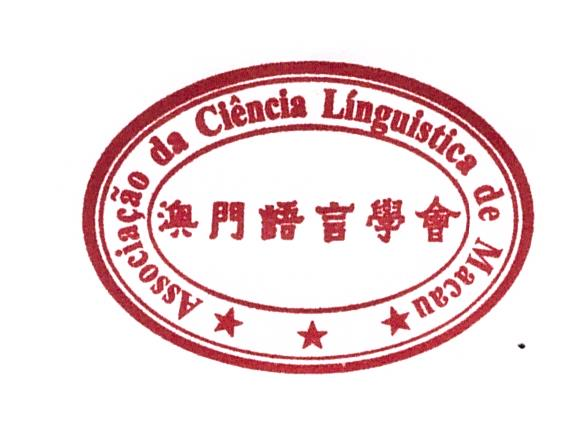 Associação da Ciência Línguistica de Macau
澳門語言學會